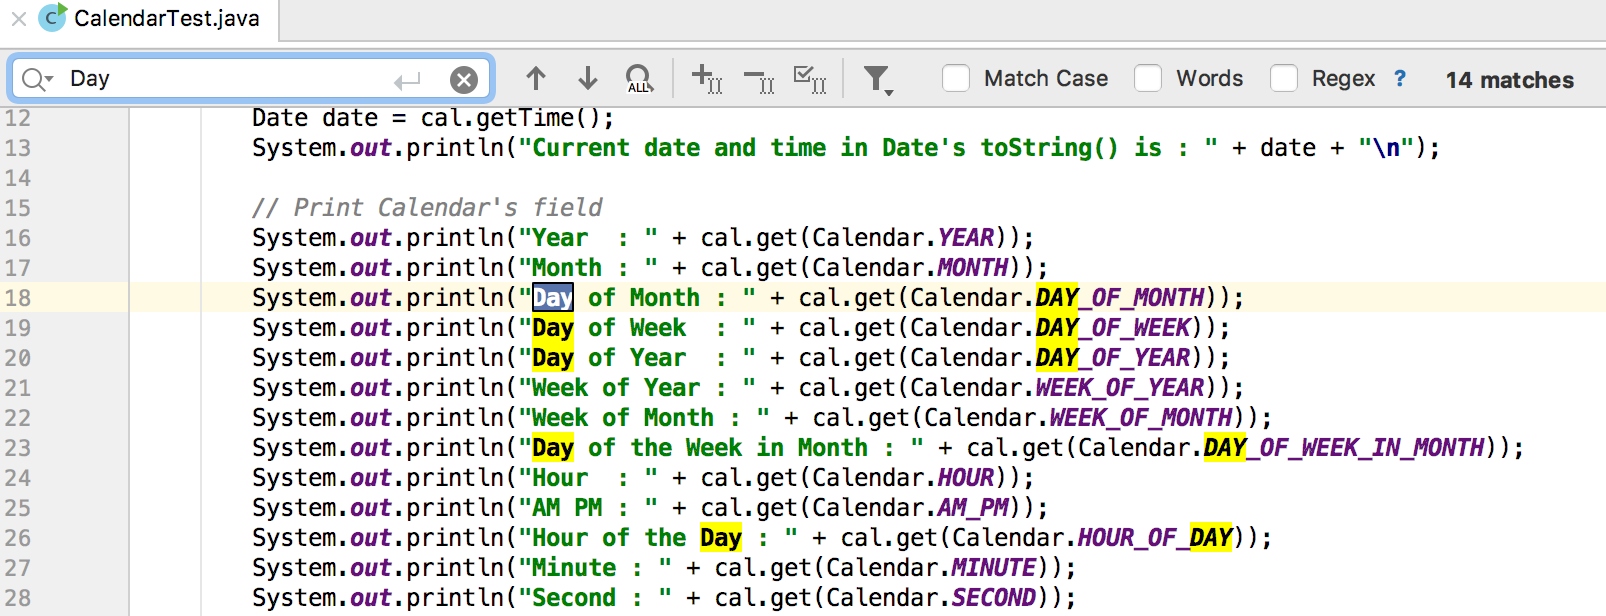 CalendarTest.java
Day ALL Match Case Words Regex ? 14 matches
12 Date date = cal.getTime();
13 System.out.println("Current date and time in Date's toString() is : " + date + "\n");
14
15 // Print Calendar's field
16 System.out.println("Year  : " + cal.get(Calendar.YEAR));
17 System.out.println("Month : " + cal.get(Calendar.MONTH));
18 System.out.println("Day of Month : " + cal.get(Calendar.DAY_OF_MONTH));
19 System.out.println("Day of Week  : " + cal.get(Calendar.DAY_OF_WEEK));
20 System.out.println("Day of Year  : " + cal.get(Calendar.DAY_OF_YEAR));
21 System.out.println("Week of Year : " + cal.get(Calendar.WEEK_OF_YEAR));
22 System.out.println("Week of Month : " + cal.get(Calendar.WEEK_OF_MONTH));
23 System.out.println("Day of the Week in Month : " + cal.get(Calendar.DAY_OF_WEEK_IN_MONTH));
24 System.out.println("Hour  : " + cal.get(Calendar.HOUR));
25 System.out.println("AM PM : " + cal.get(Calendar.AM_PM));
26 System.out.println("Hour of the Day : " + cal.get(Calendar.HOUR_OF_DAY));
27 System.out.println("Minute : " + cal.get(Calendar.MINUTE));
28 System.out.println("Second : " + cal.get(Calendar.SECOND));